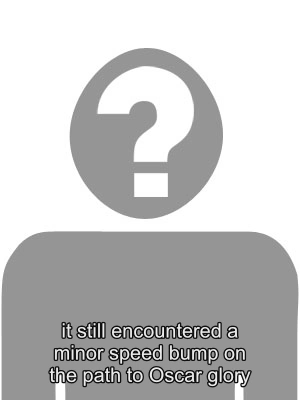 ?
it still encountered a
minor speed bump on
the path to Oscar glory